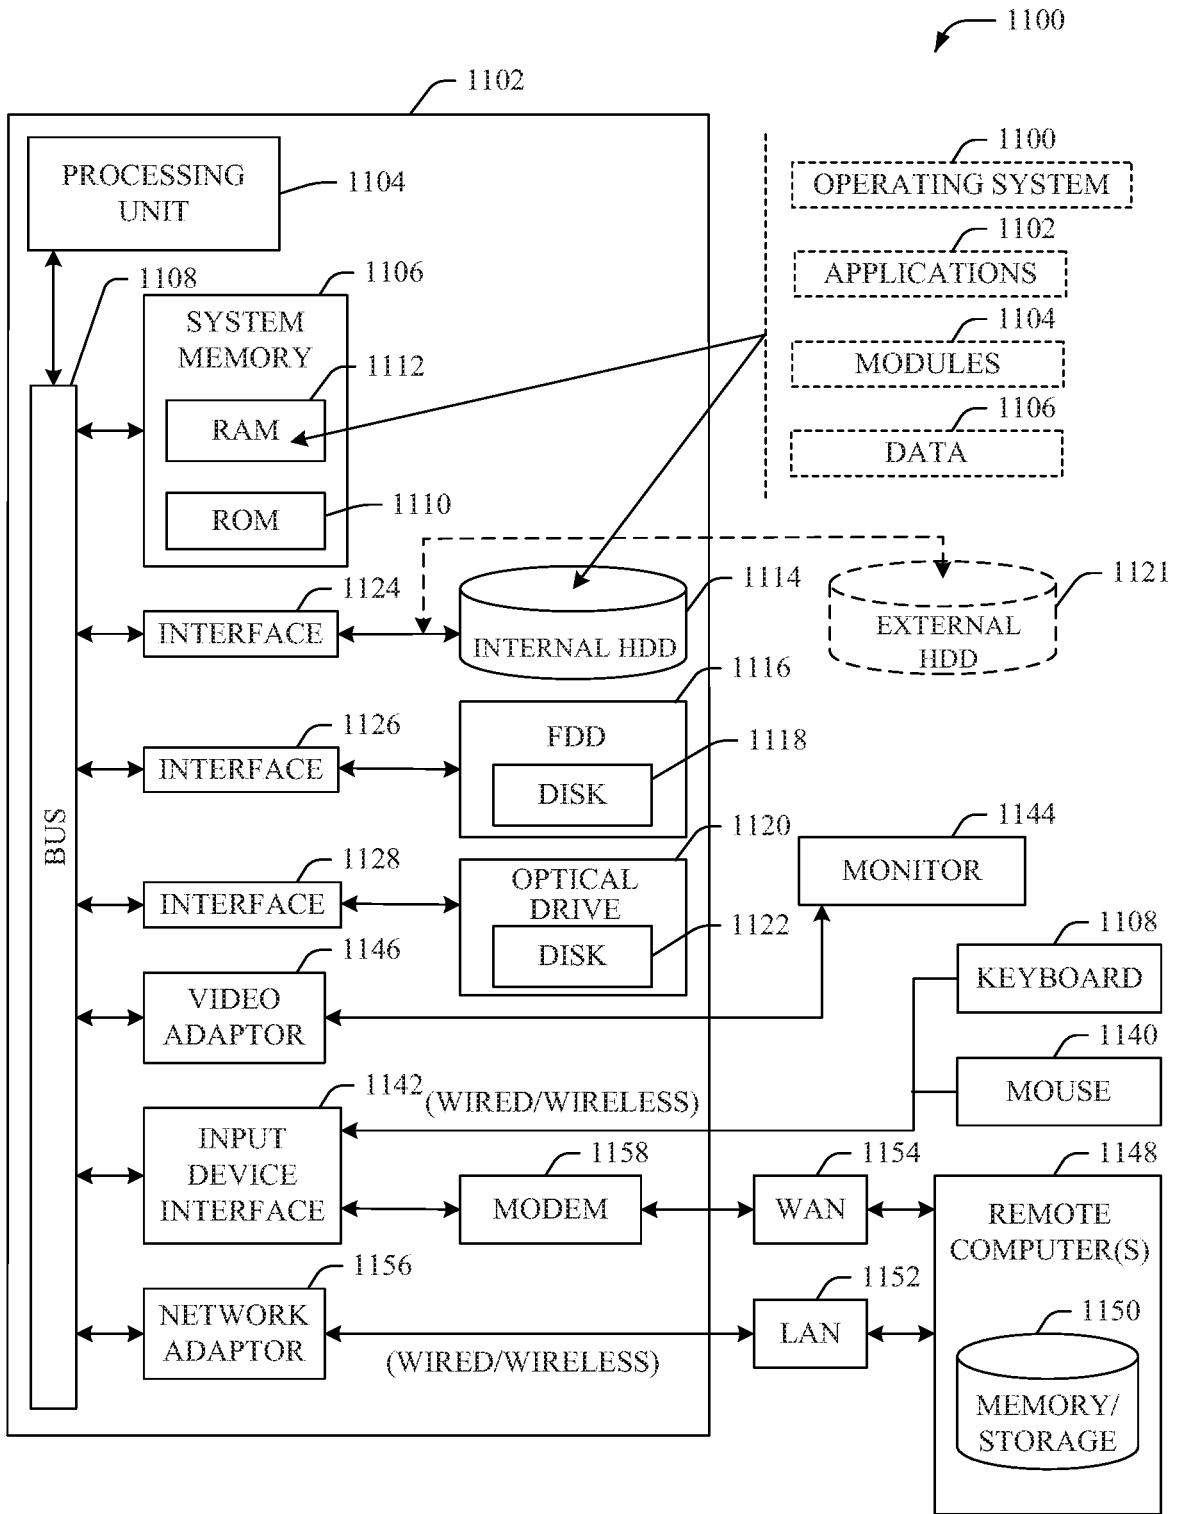 1100
1102
PROCESSING
UNIT
1104
1100
OPERATING SYSTEM
1102
APPLICATIONS
1104
MODULES
1106
DATA
1108
1106
SYSTEM
MEMORY
1112
RAM
1110
ROM
1124
INTERFACE
1114
INTERNAL HDD
1121
EXTERNAL
HDD
1126
INTERFACE
1116
FDD
1118
DISK
BUS
1128
INTERFACE
1120
OPTICAL
DRIVE
1122
DISK
1144
MONITOR
1146
VIDEO
ADAPTOR
1108
KEYBOARD
1140
MOUSE
1142
(WIRED/WIRELESS)
INPUT
DEVICE
INTERFACE
1158
MODEM
1154
WAN
1148
REMOTE
COMPUTER(S)
1156
NETWORK
ADAPTOR
(WIRED/WIRELESS)
1152
LAN
1150
MEMORY/
STORAGE